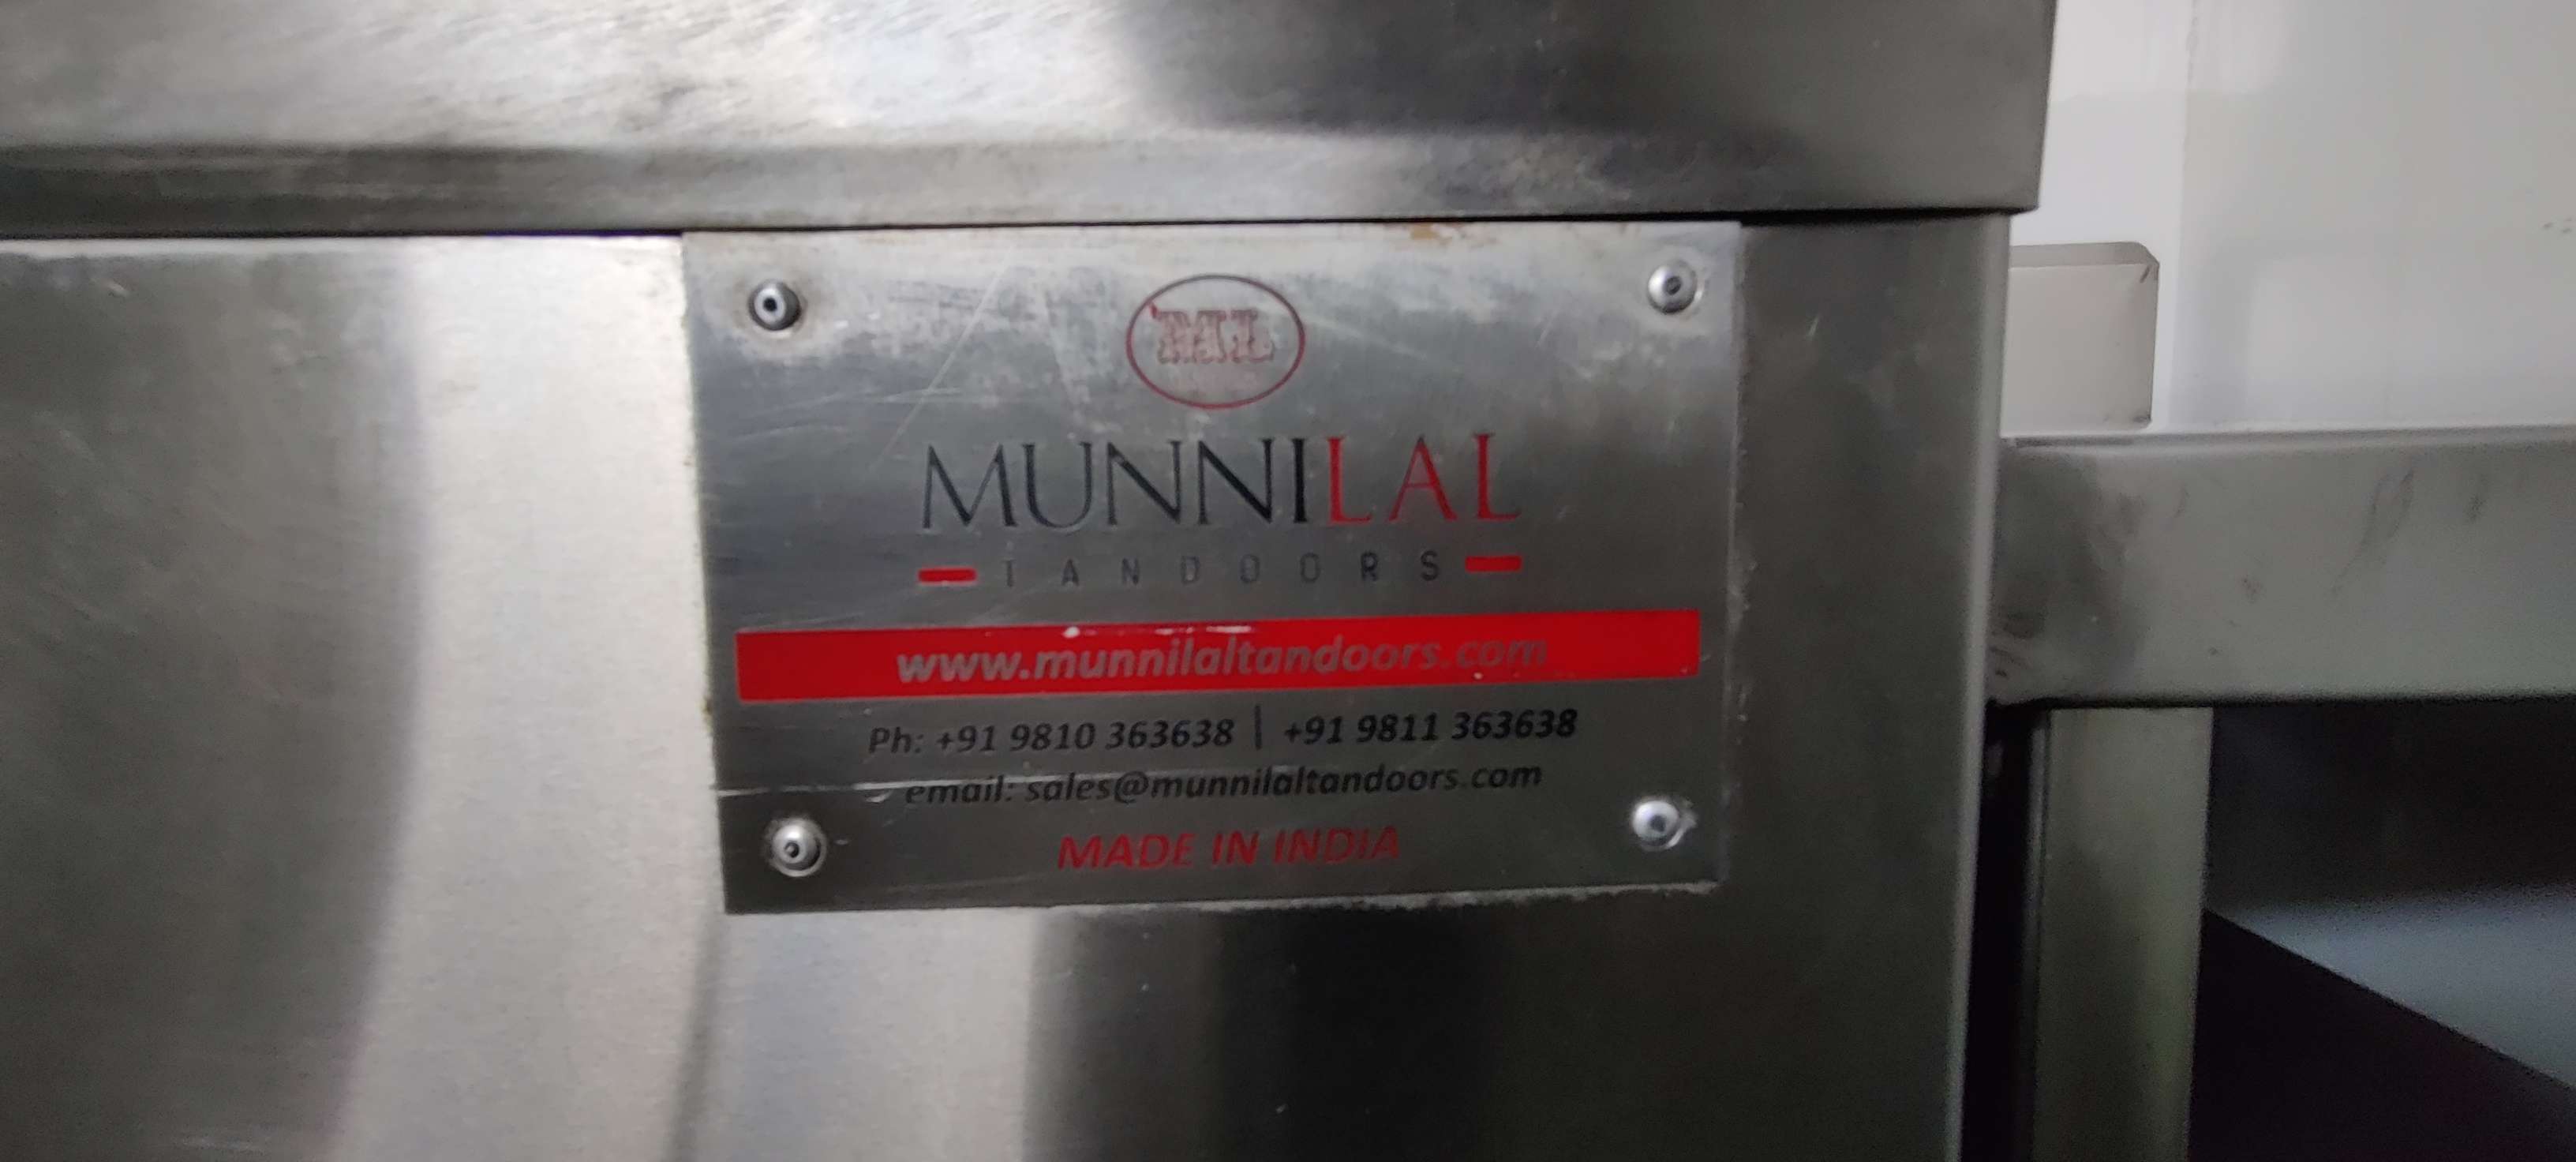 ML
MUNNILAL
TANDOORS
www.munnilaltandoors.com
Ph: +91 9810 363638 | +91 9811 363638
email: sales@munnilaltandoors.com
MADE IN INDIA